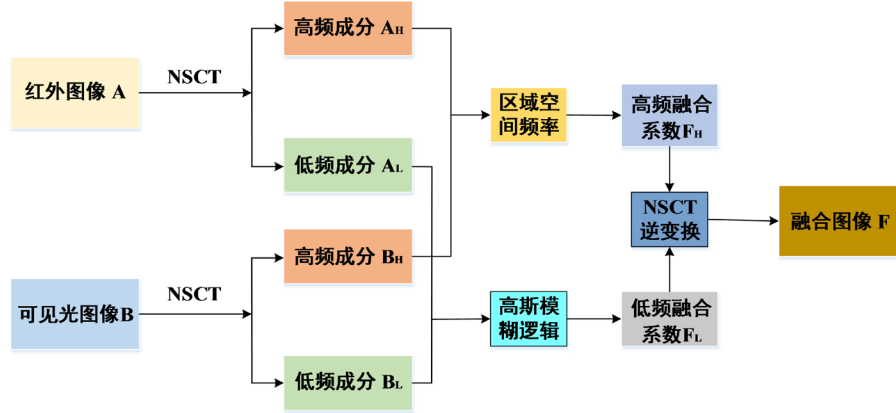 高频成分 AH
NSCT
红外图像 A
区域空
间频率
高频融合
系数FH
低频成分 AL
NSCT
逆变换
融合图像 F
高频成分 BH
NSCT
可见光图像B
高斯模
糊逻辑
低频融合
系数FL
低频成分 BL